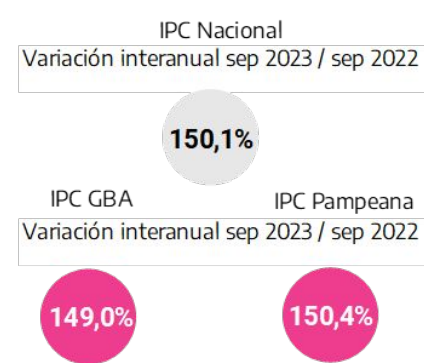 IPC Nacional
Variación interanual sep 2023 / sep 2022
150,1%
IPC GBA
IPC Pampeana
Variación interanual sep 2023 / sep 2022
149,0%
150,4%